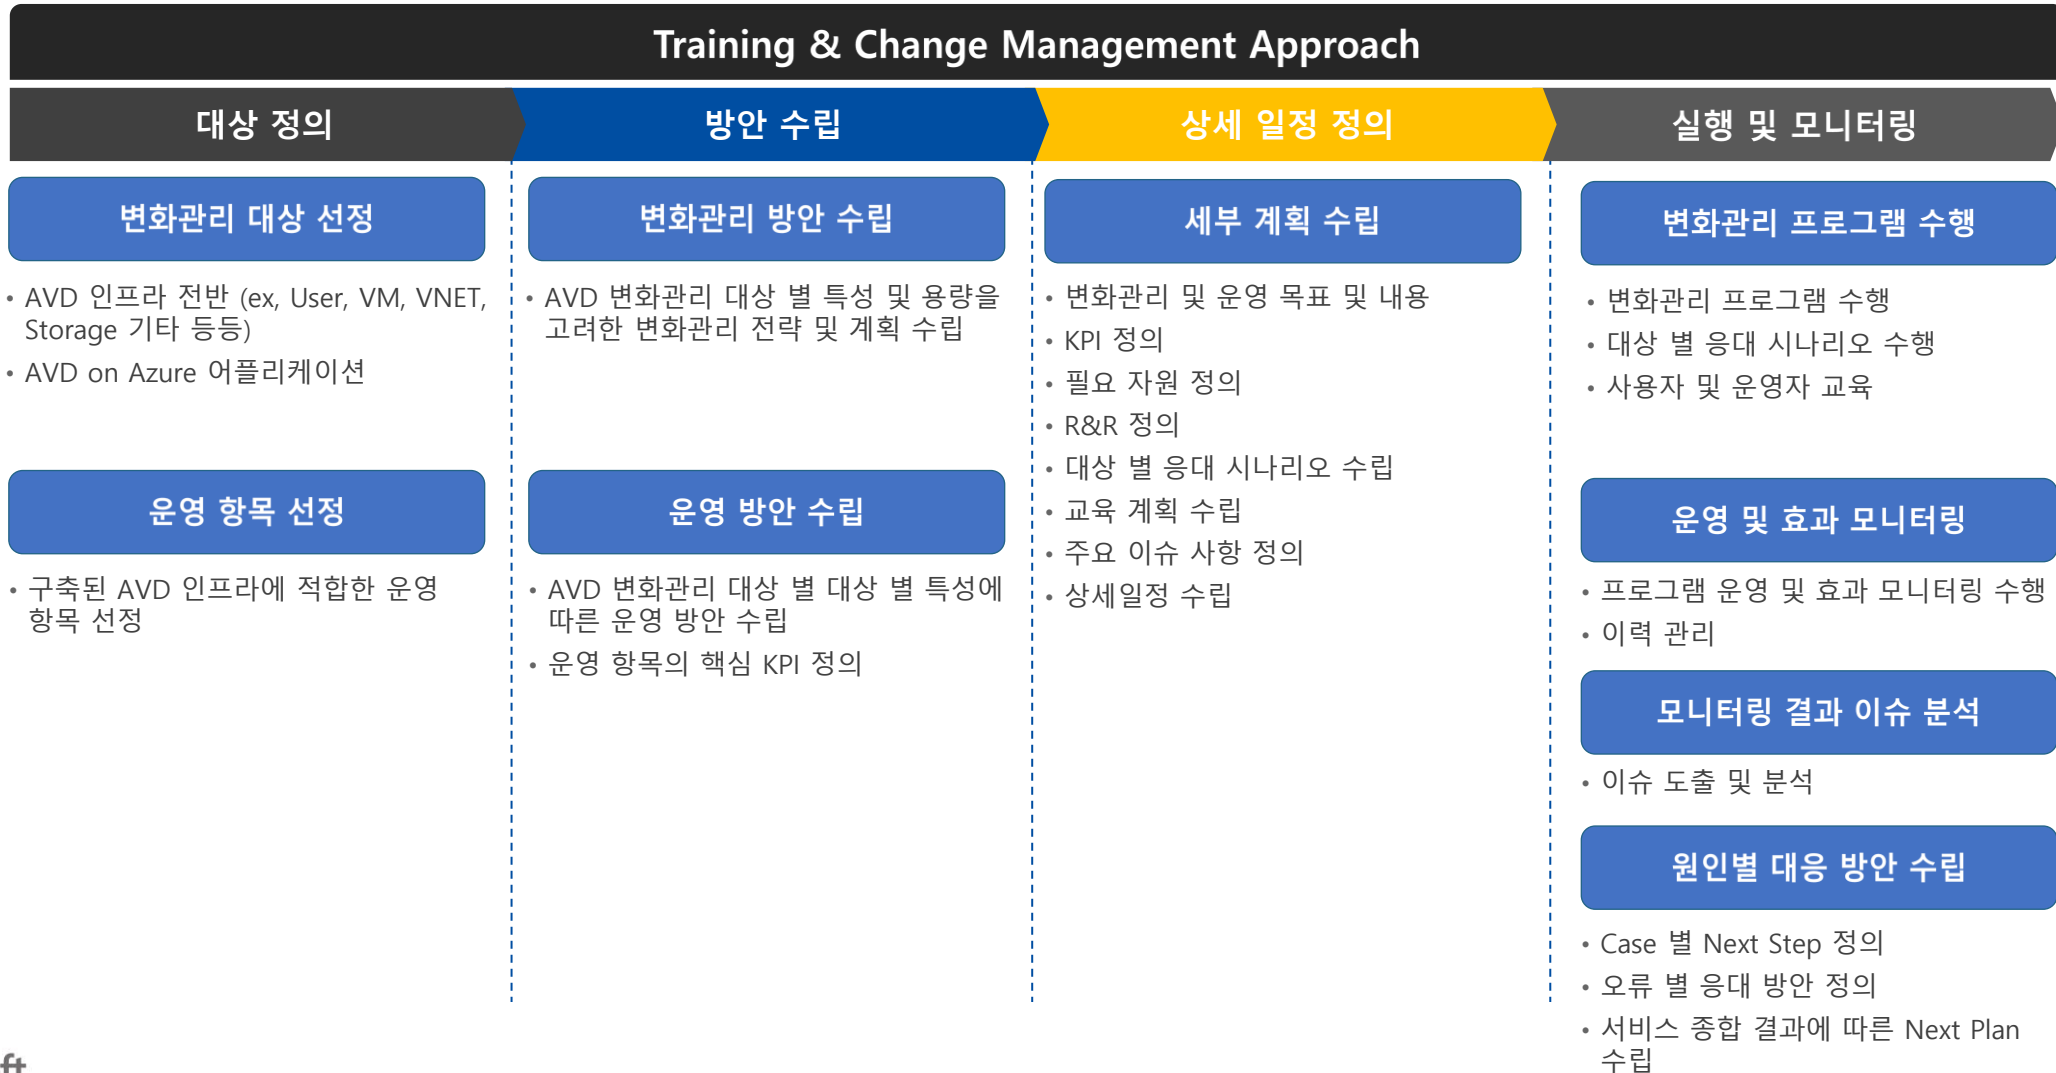 Training & Change Management Approach
대상 정의
방안 수립
상세 일정 정의
실행 및 모니터링
변화관리 대상 선정
• AVD 인프라 전반 (ex, User, VM, VNET,
Storage 기타 등등)
• AVD on Azure 어플리케이션
운영 항목 선정
• 구축된 AVD 인프라에 적합한 운영
항목 선정
변화관리 방안 수립
• AVD 변화관리 대상 별 특성 및 용량을
고려한 변화관리 전략 및 계획 수립
운영 방안 수립
• AVD 변화관리 대상 별 대상 별 특성에
따른 운영 방안 수립
• 운영 항목의 핵심 KPI 정의
세부 계획 수립
• 변화관리 및 운영 목표 및 내용
• KPI 정의
• 필요 자원 정의
• R&R 정의
• 대상 별 응대 시나리오 수립
• 교육 계획 수립
• 주요 이슈 사항 정의
• 상세일정 수립
변화관리 프로그램 수행
• 변화관리 프로그램 수행
• 대상 별 응대 시나리오 수행
• 사용자 및 운영자 교육
운영 및 효과 모니터링
• 프로그램 운영 및 효과 모니터링 수행
• 이력 관리
모니터링 결과 이슈 분석
• 이슈 도출 및 분석
원인별 대응 방안 수립
• Case 별 Next Step 정의
• 오류 별 응대 방안 정의
• 서비스 종합 결과에 따른 Next Plan
수립
ft